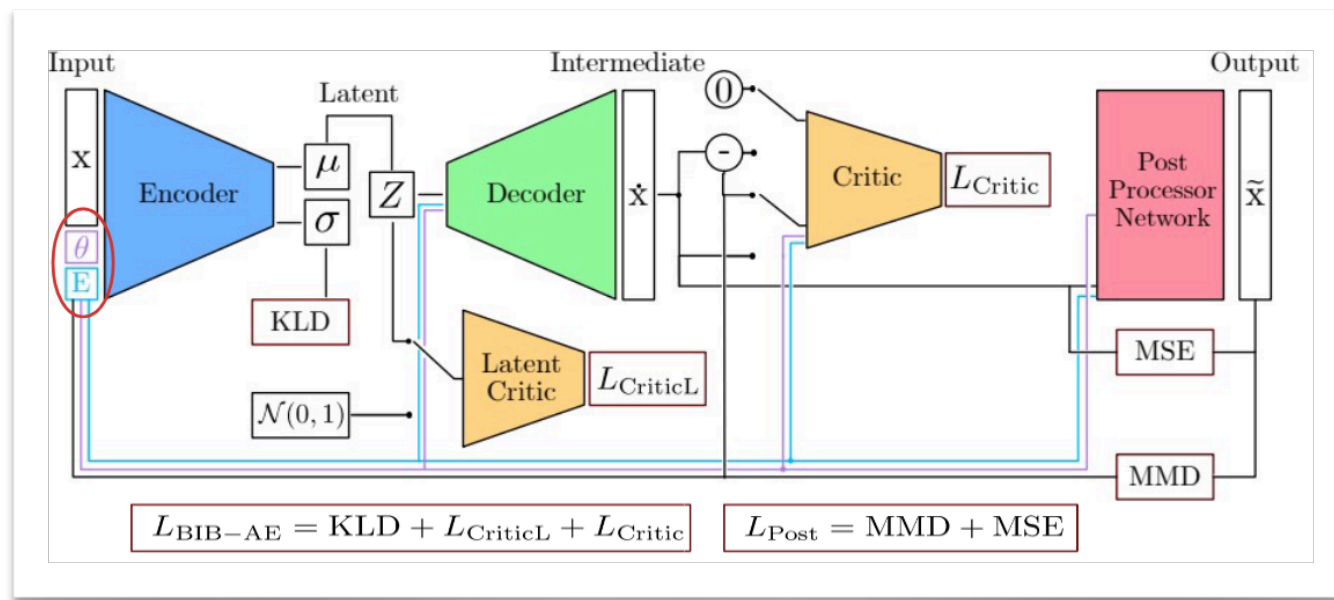 Input
Intermediate
Output
Latent
x
θ
E
Encoder
μ
σ
Z
KLD
Decoder
ẋ
0
-
Critic
L_Critic
Post
Processor
Network
x̃
Latent
Critic
L_CriticL
𝒩(0, 1)
MSE
MMD
L_BIB−AE = KLD + L_CriticL + L_Critic
L_Post = MMD + MSE